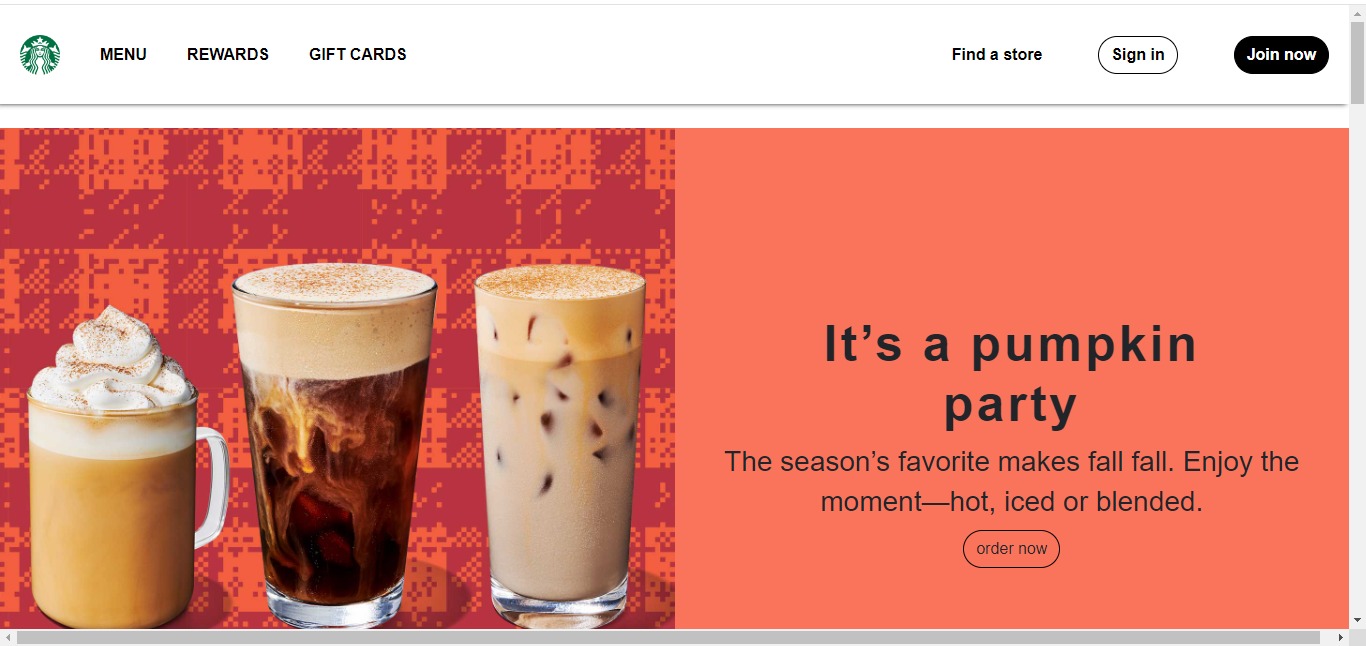 MENU REWARDS GIFT CARDS Find a store Sign in Join now
It’s a pumpkin
party
The season’s favorite makes fall fall. Enjoy the
moment—hot, iced or blended.
order now